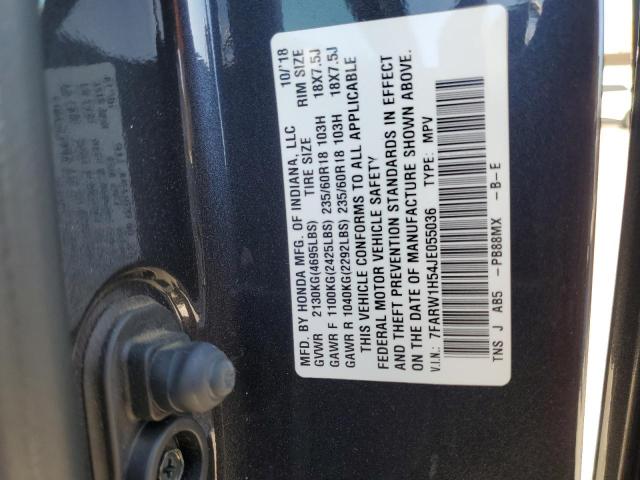 MFD. BY HONDA MFG. OF INDIANA, LLC 10/'18
GVWR 2130KG(4695LBS) TIRE SIZE RIM SIZE
GAWR F 1100KG(2425LBS) 235/60R18 103H 18X7.5J
GAWR R 1040KG(2292LBS) 235/60R18 103H 18X7.5J
THIS VEHICLE CONFORMS TO ALL APPLICABLE
FEDERAL MOTOR VEHICLE SAFETY
AND THEFT PREVENTION STANDARDS IN EFFECT
ON THE DATE OF MANUFACTURE SHOWN ABOVE.
V.I.N.: 7FARW1H54JE055036 TYPE: MPV
TNS J AB5 -PB88MX -B-E